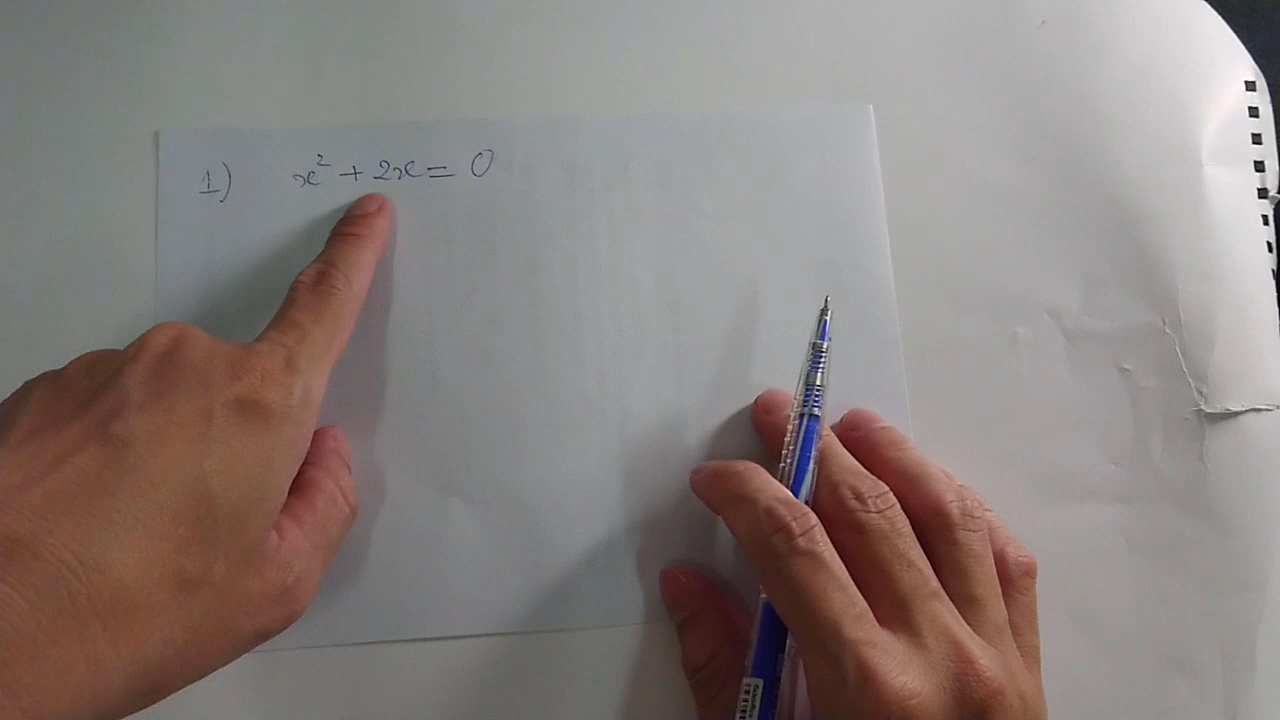 1) x² + 2x = 0